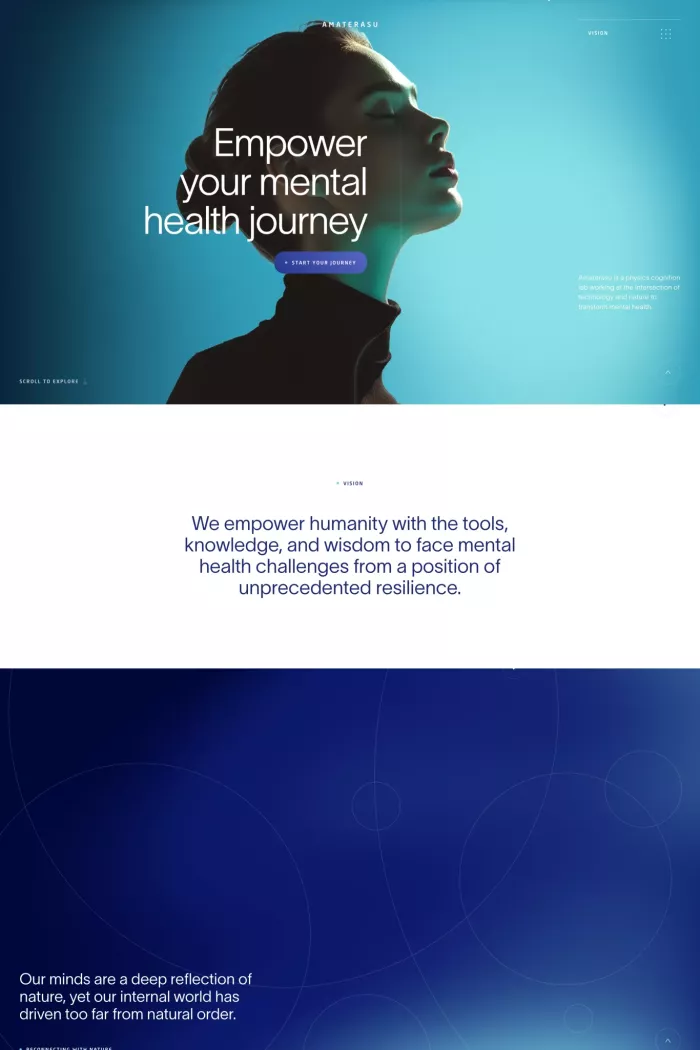 AMATERASU
VISION
Empower
your mental
health journey
START YOUR JOURNEY
Amaterasu is a physics cognition
lab working at the intersection of
technology and nature to
transform mental health.
SCROLL TO EXPLORE
VISION
We empower humanity with the tools,
knowledge, and wisdom to face mental
health challenges from a position of
unprecedented resilience.
Our minds are a deep reflection of
nature, yet our internal world has
driven too far from natural order.
RECONNECTING WITH NATURE